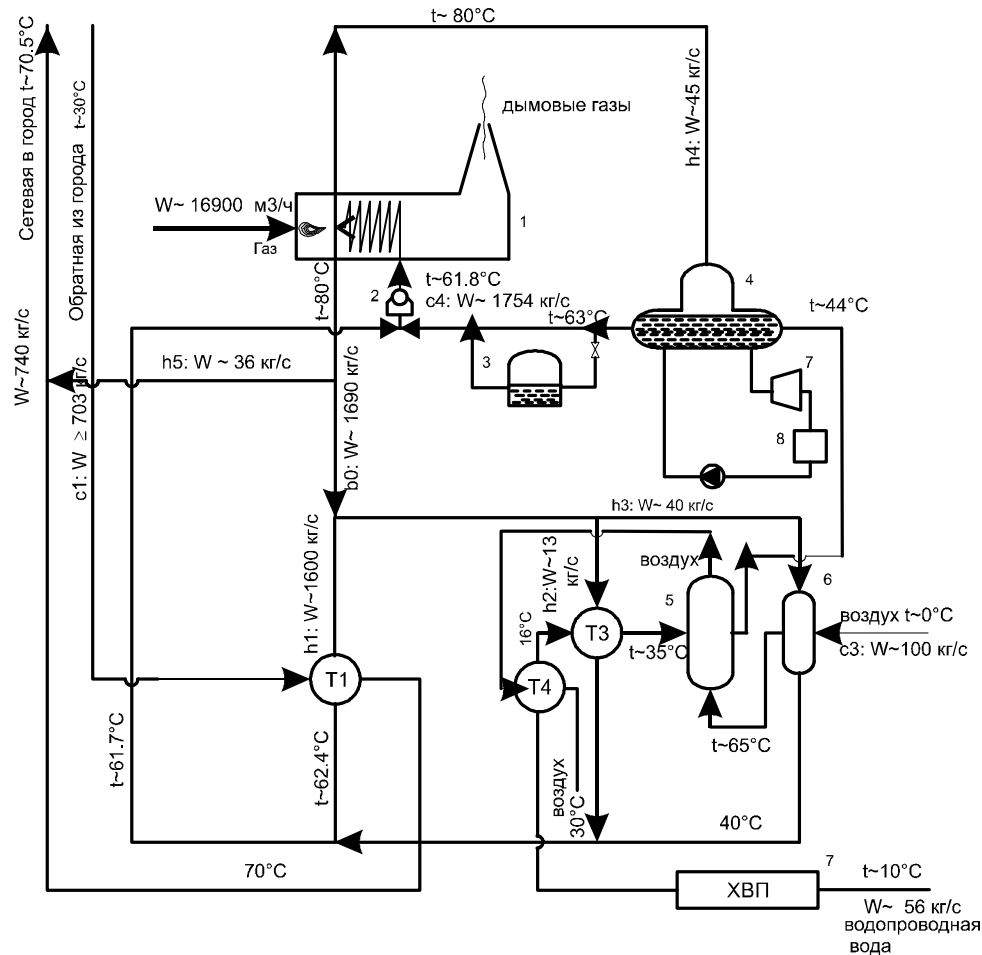 t~ 80°C
Сетевая в город t~70.5°C
Обратная из города t~30°C
h4: W~45 кг/с
дымовые газы
W~ 16900 м3/ч
Газ
1
t~80°C
2
t~61.8°C
c4: W~ 1754 кг/с
t~63°C
4
t~44°C
3
7
8
W~740 кг/с
c1: W ≥ 703 кг/с
h5: W ~ 36 кг/с
b0: W~ 1690 кг/с
h3: W~ 40 кг/с
h1: W~1600 кг/с
h2:W~13
кг/с
воздух
5
6
воздух t~0°C
c3: W~100 кг/с
16°C
T3
t~35°C
T1
T4
t~65°C
t~61.7°C
t~62.4°C
воздух
30°C
40°C
70°C
7
ХВП
t~10°C
W~ 56 кг/с
водопроводная
вода